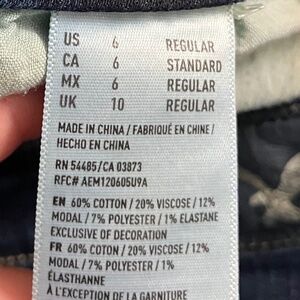 US 6 REGULAR
CA 6 STANDARD
MX 6 REGULAR
UK 10 REGULAR
MADE IN CHINA / FABRIQUÉ EN CHINE /
HECHO EN CHINA
RN 54485/CA 03873
RFC# AEM120605U9A
EN 60% COTTON / 20% VISCOSE / 12%
MODAL / 7% POLYESTER / 1% ELASTANE
EXCLUSIVE OF DECORATION
FR 60% COTON / 20% VISCOSE / 12%
MODAL / 7% POLYESTER / 1%
ÉLASTHANNE
À L'EXCEPTION DE LA GARNITURE